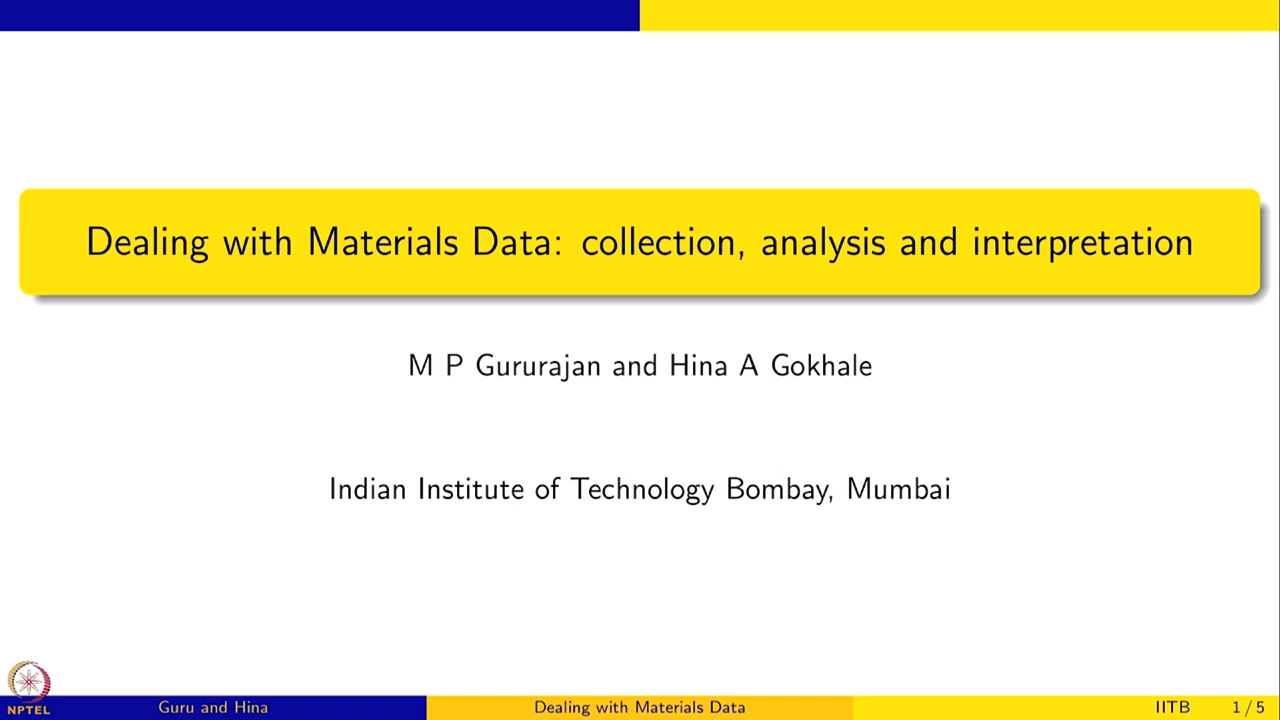 Dealing with Materials Data: collection, analysis and interpretation
M P Gururajan and Hina A Gokhale
Indian Institute of Technology Bombay, Mumbai
NPTEL
Guru and Hina
Dealing with Materials Data
IITB
1 / 5